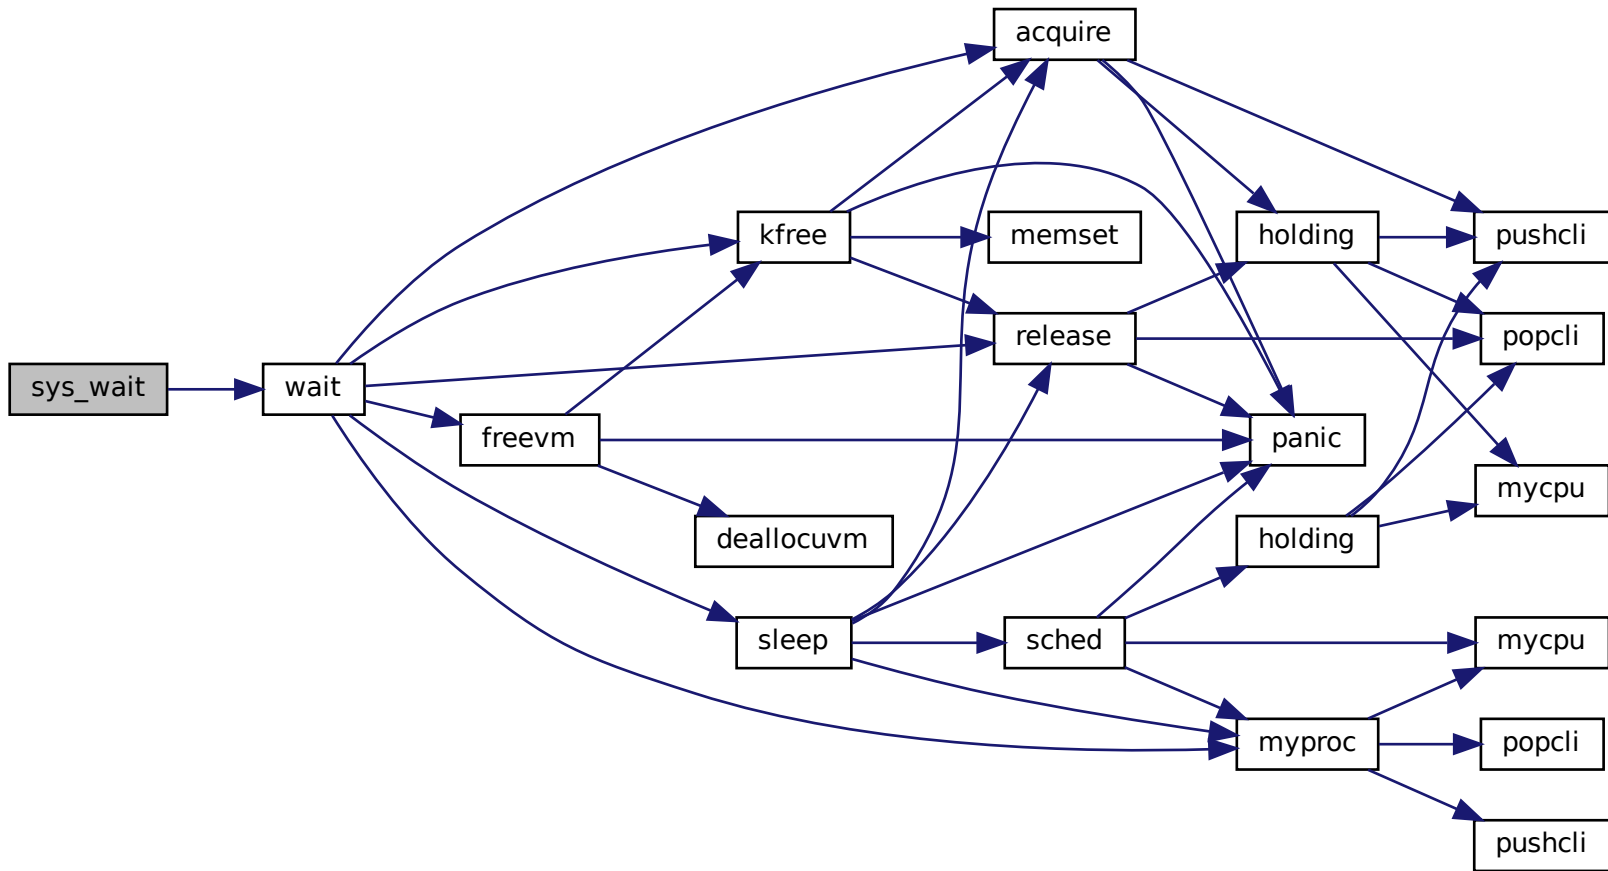 acquire
kfree
memset
holding
pushcli
release
popcli
sys_wait
wait
freevm
panic
mycpu
deallocuvm
holding
sleep
sched
mycpu
myproc
popcli
pushcli